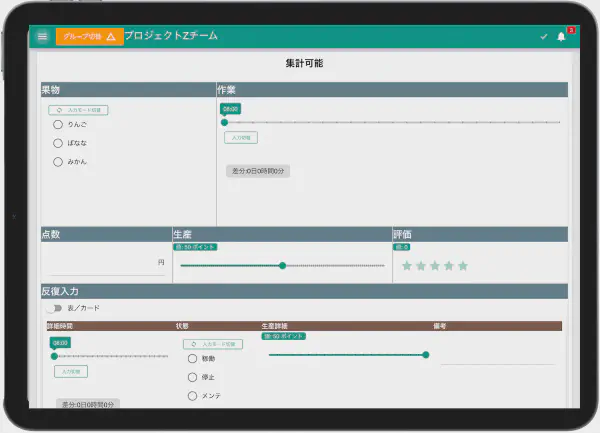 グループ切替 プロジェクトZチーム 3
集計可能
果物 作業
入力モード切替
りんご
ばなな
みかん
08:00
入力切替
差分:0日0時間0分
点数 生産 評価
円
値: 50 ポイント
値: 0
反復入力
表／カード
詳細時間 状態 生産詳細 備考
08:00
入力切替
差分:0日0時間0分
入力モード切替
稼働
停止
メンテ
値: 50 ポイント